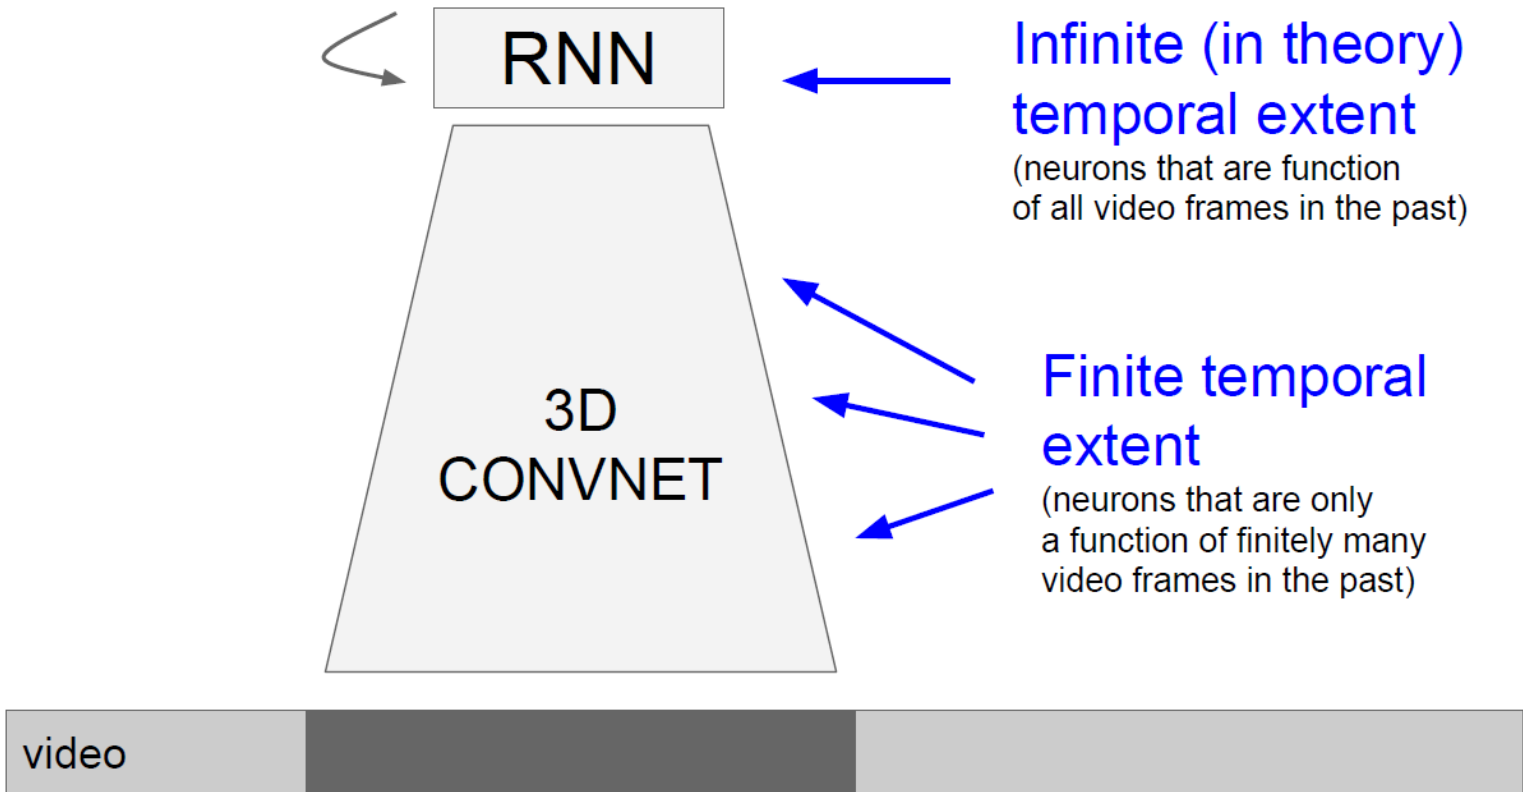 RNN
Infinite (in theory)
temporal extent
(neurons that are function
of all video frames in the past)
3D
CONVNET
Finite temporal
extent
(neurons that are only
a function of finitely many
video frames in the past)
video